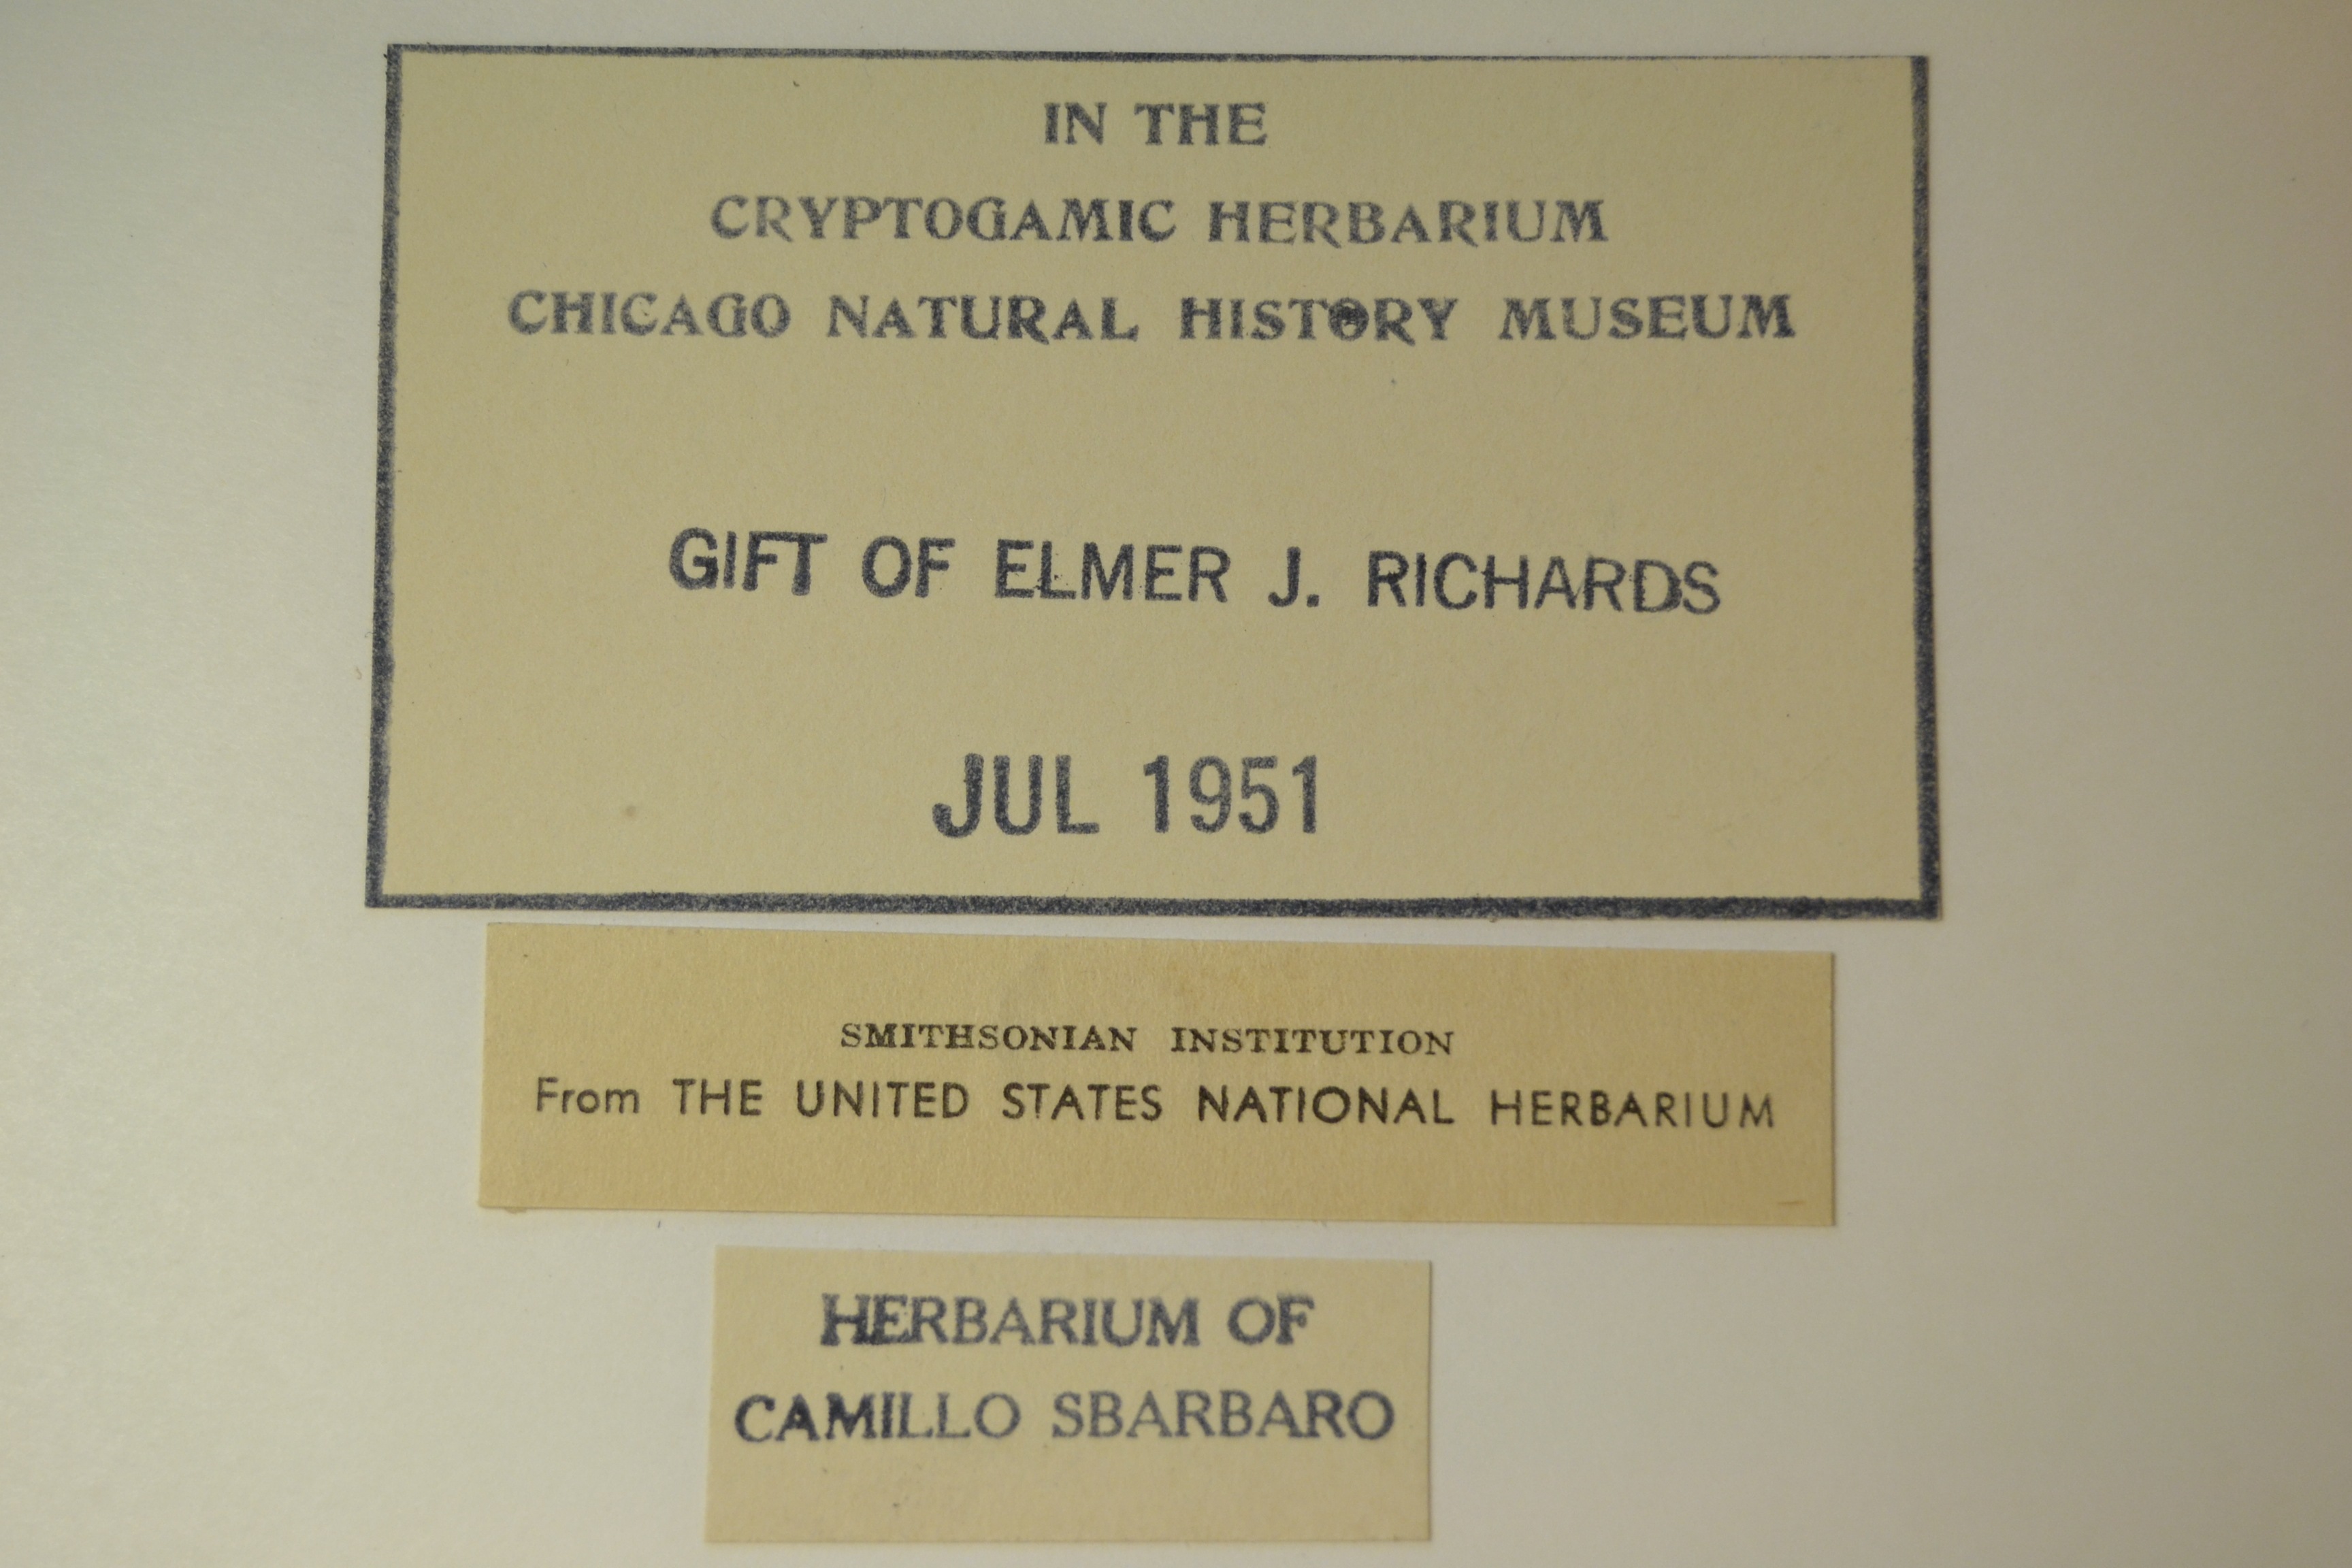 IN THE
CRYPTOGAMIC HERBARIUM
CHICAGO NATURAL HISTORY MUSEUM
GIFT OF ELMER J. RICHARDS
JUL 1951
SMITHSONIAN INSTITUTION
From THE UNITED STATES NATIONAL HERBARIUM
HERBARIUM OF
CAMILLO SBARBARO